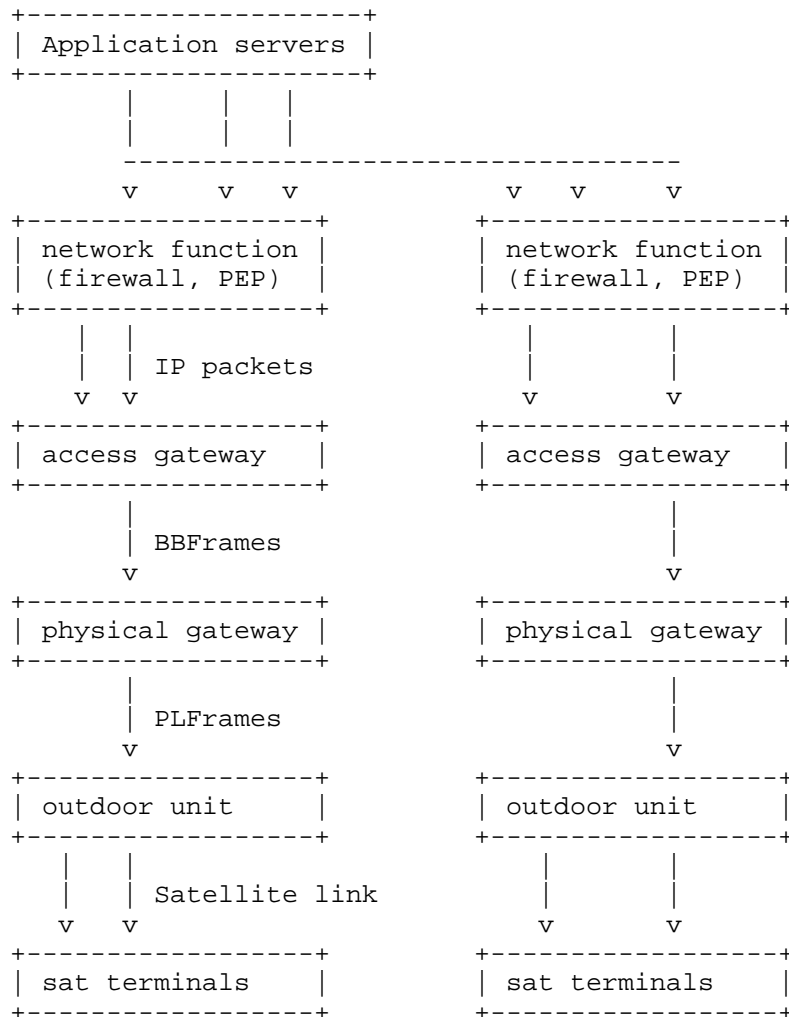 Application servers
v v v v v v
network function network function
(firewall, PEP) (firewall, PEP)
IP packets
v v v v
access gateway access gateway
BBFrames
v v
physical gateway physical gateway
PLFrames
v v
outdoor unit outdoor unit
Satellite link
v v v v
sat terminals sat terminals